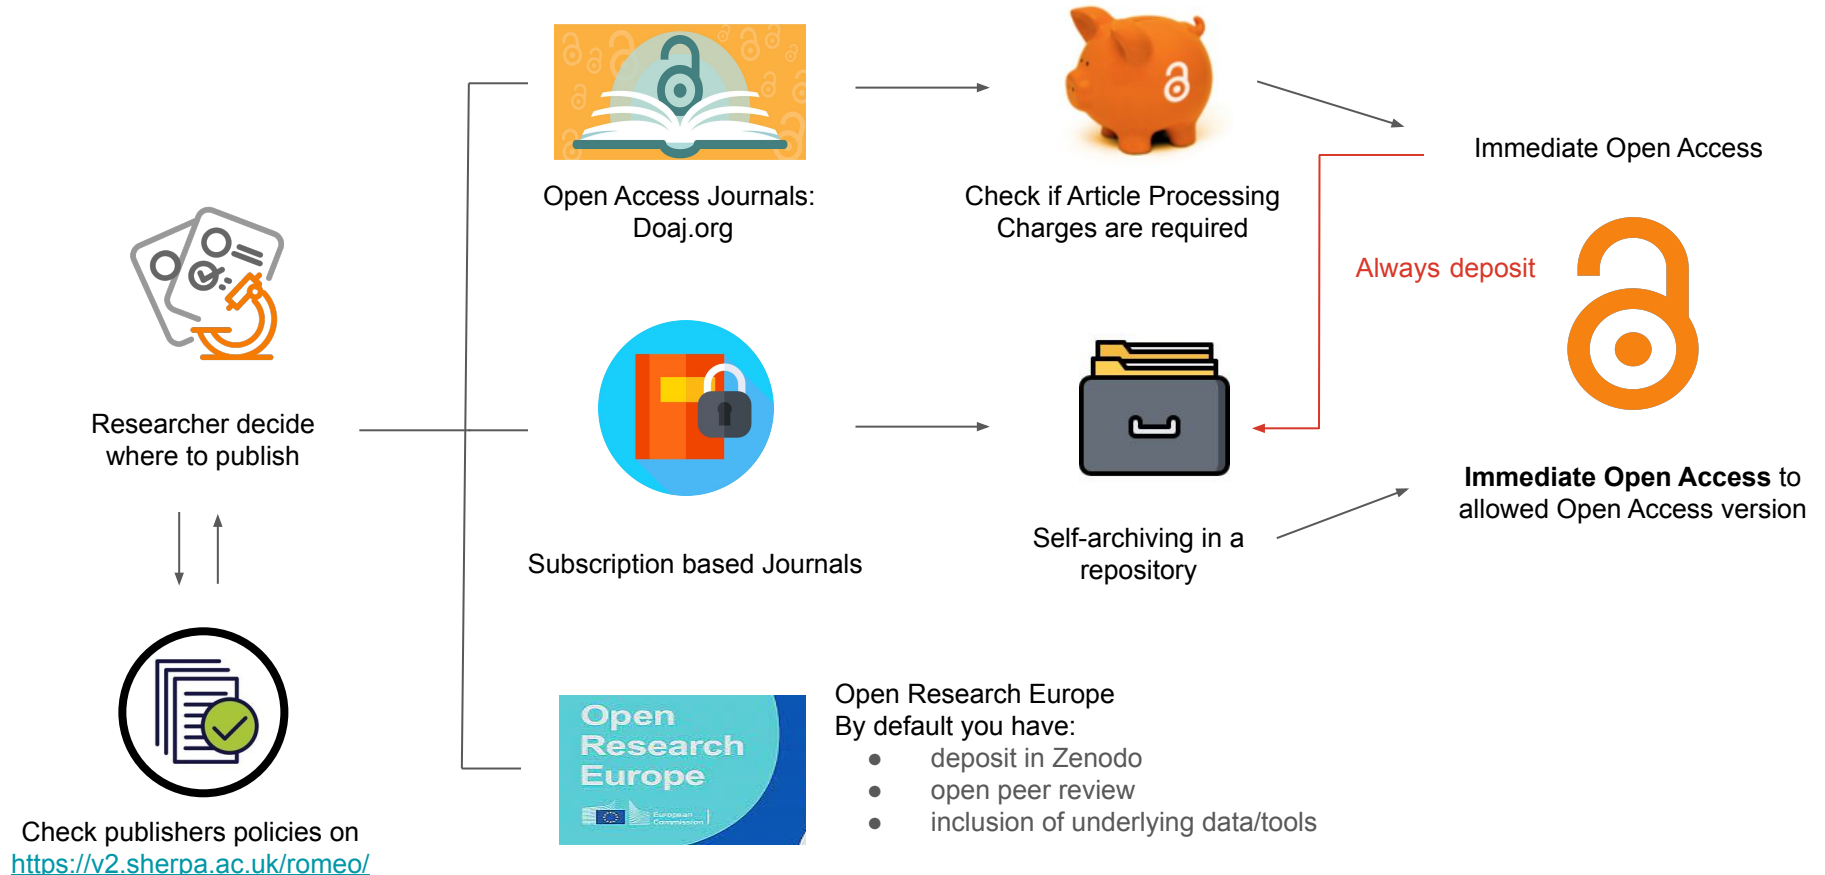 Open Access Journals:
Doaj.org
Check if Article Processing
Charges are required
Immediate Open Access
Always deposit
Researcher decide
where to publish
Subscription based Journals
Self-archiving in a
repository
Immediate Open Access to
allowed Open Access version
Check publishers policies on
https://v2.sherpa.ac.uk/romeo/
Open
Research
Europe
European
Commission
Open Research Europe
By default you have:
● deposit in Zenodo
● open peer review
● inclusion of underlying data/tools